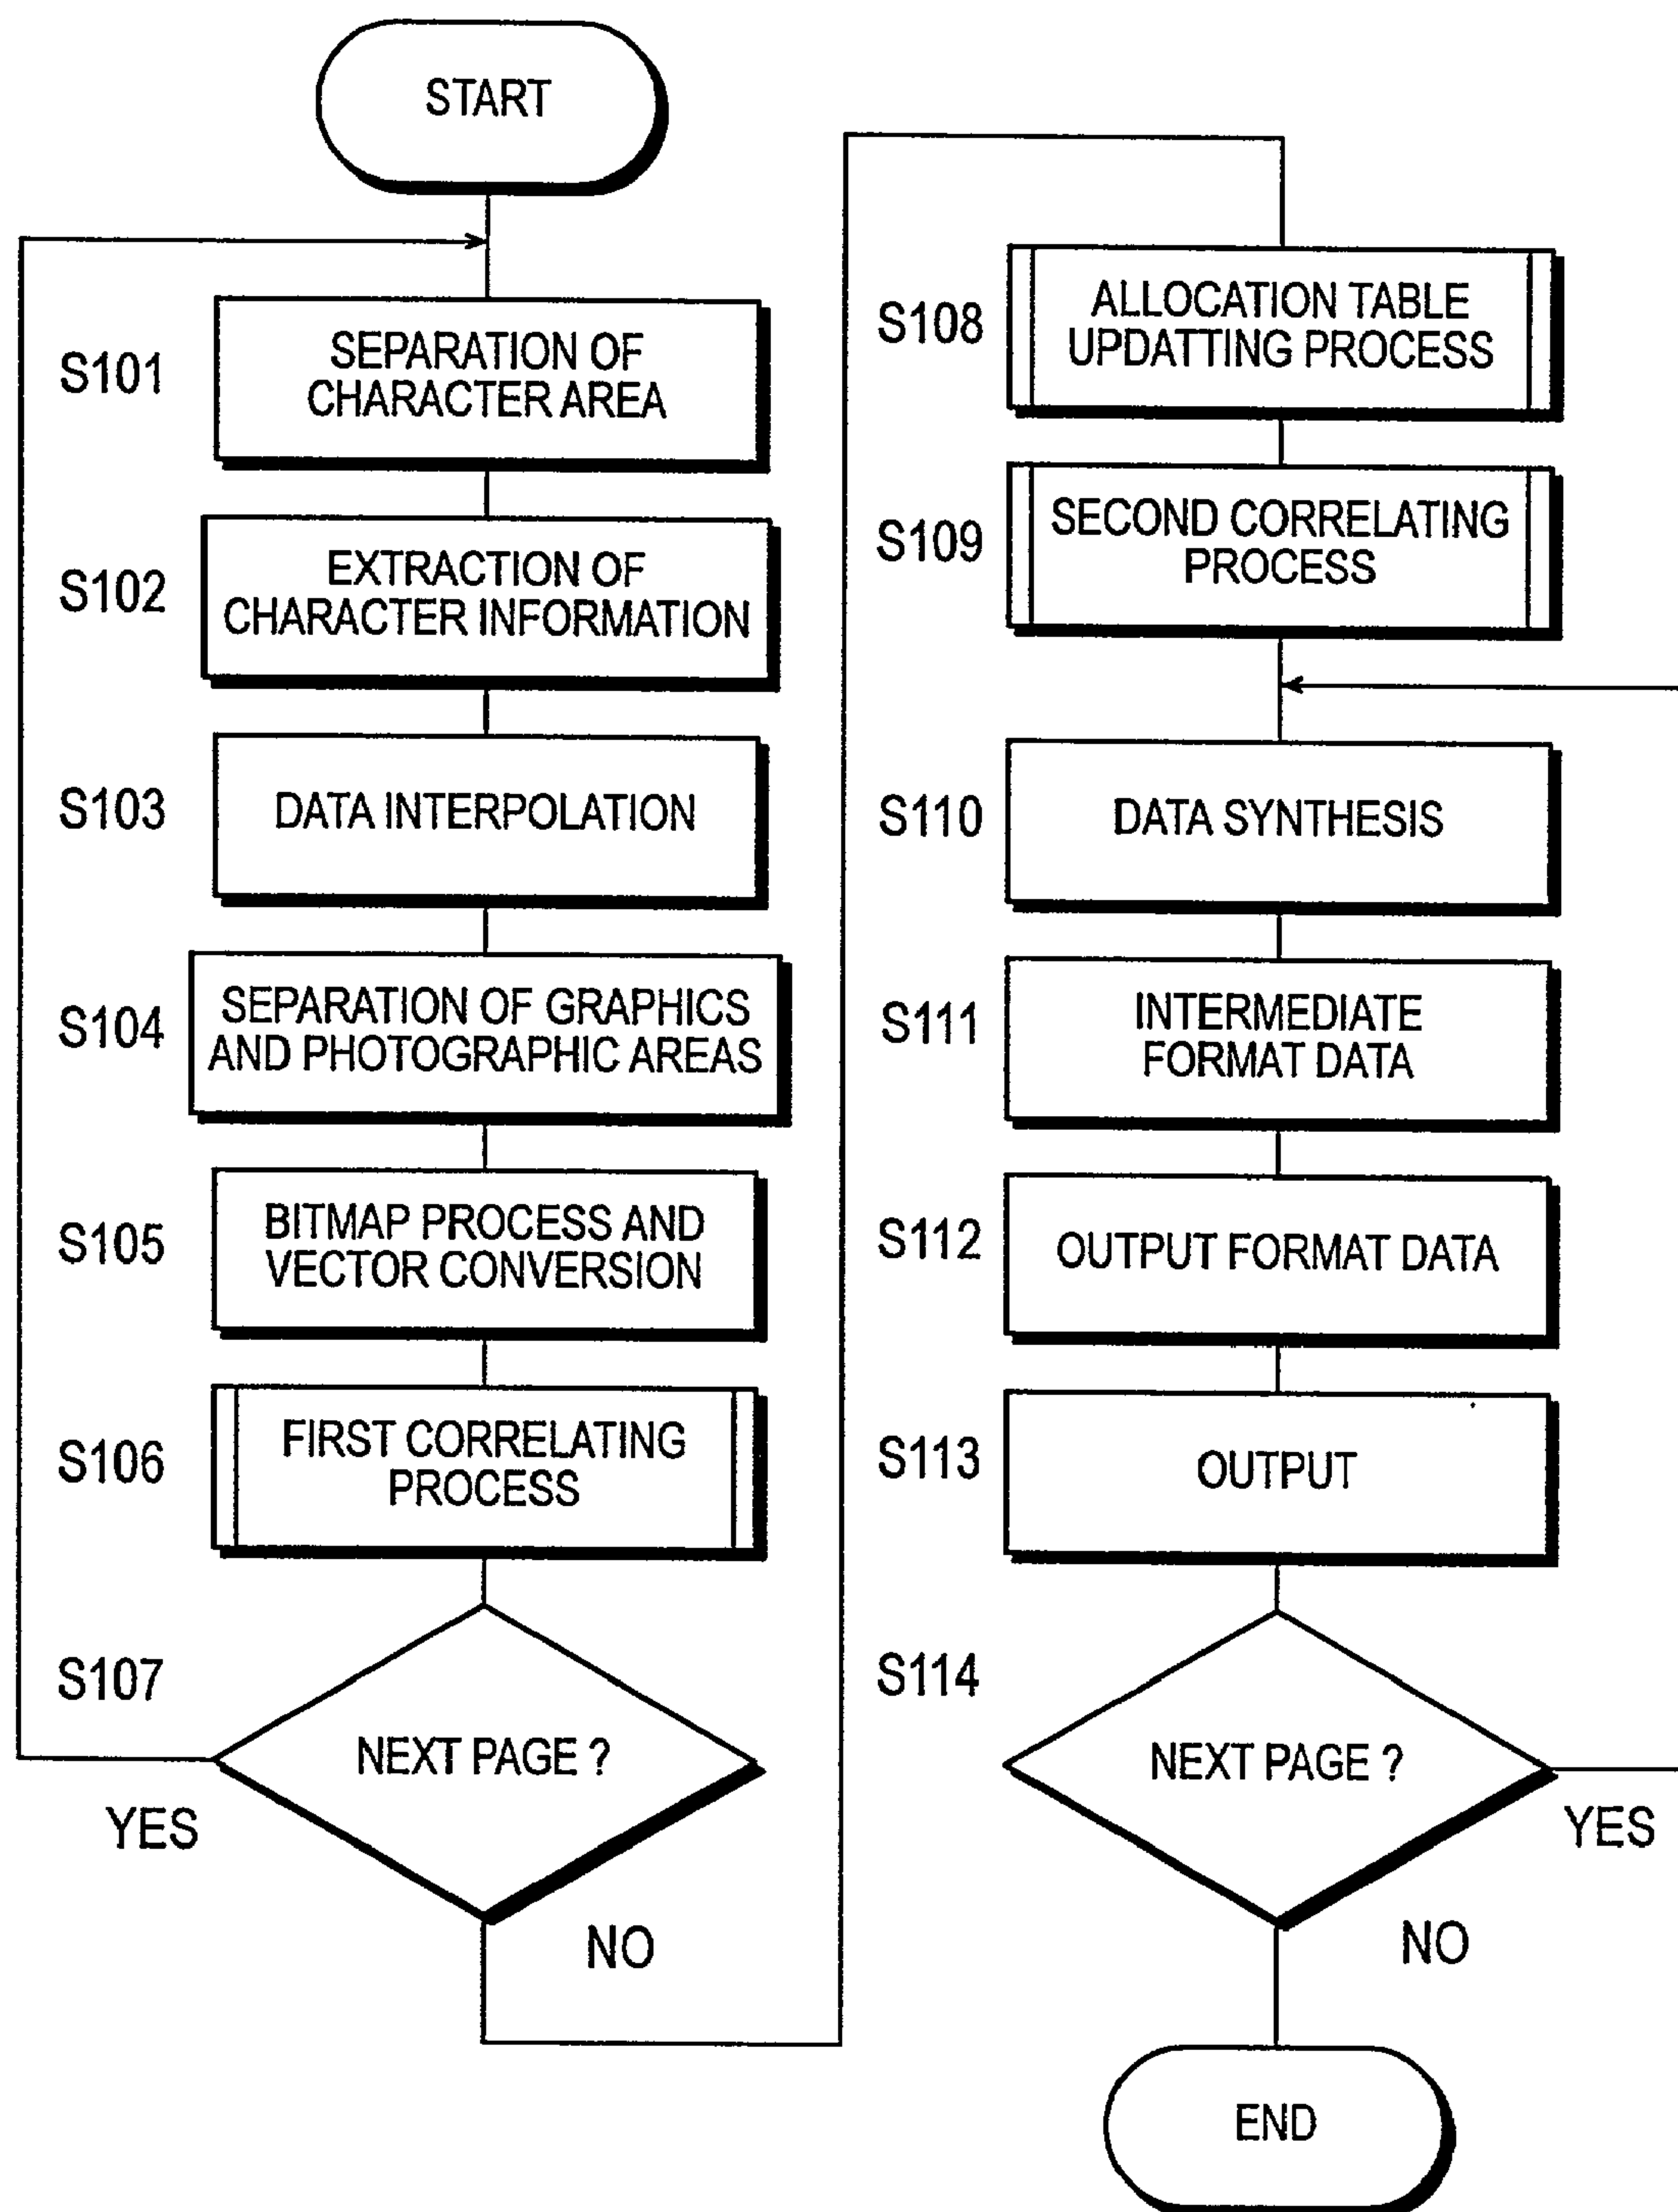 START
S101
SEPARATION OF
CHARACTER AREA
S102
EXTRACTION OF
CHARACTER INFORMATION
S103
DATA INTERPOLATION
S104
SEPARATION OF GRAPHICS
AND PHOTOGRAPHIC AREAS
S105
BITMAP PROCESS AND
VECTOR CONVERSION
S106
FIRST CORRELATING
PROCESS
S107
NEXT PAGE ?
YES
NO
S108
ALLOCATION TABLE
UPDATTING PROCESS
S109
SECOND CORRELATING
PROCESS
S110
DATA SYNTHESIS
S111
INTERMEDIATE
FORMAT DATA
S112
OUTPUT FORMAT DATA
S113
OUTPUT
S114
NEXT PAGE ?
YES
NO
END